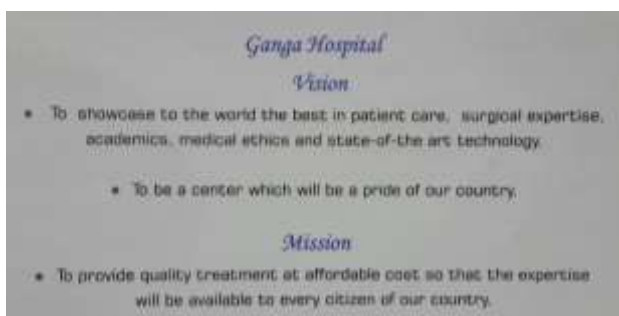 Ganga Hospital
Vision
• To showcase to the world the best in patient care, surgical expertise,
academics, medical ethics and state-of-the art technology.
• To be a center which will be a pride of our country.
Mission
• To provide quality treatment at affordable cost so that the expertise
will be available to every citizen of our country.